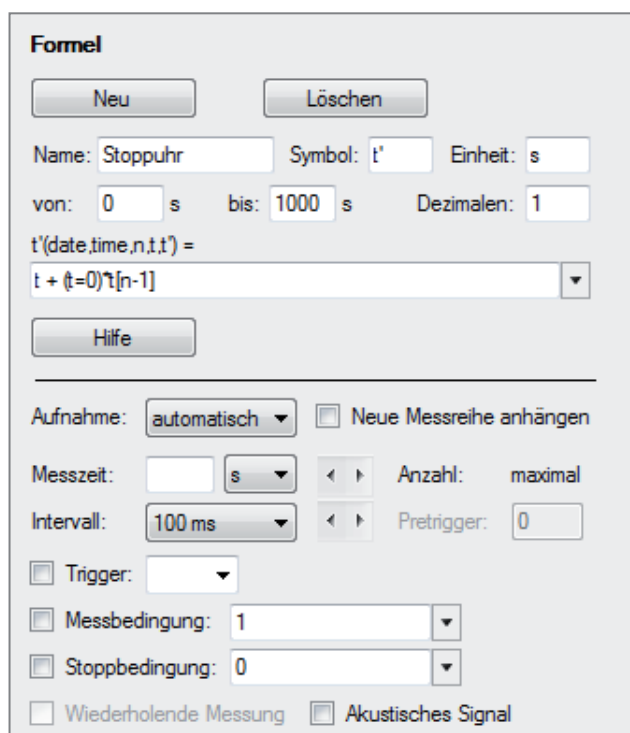 Formel
Neu Löschen
Name: Stoppuhr Symbol: t' Einheit: s
von: 0 s bis: 1000 s Dezimalen: 1
t'(date,time,n,t,t') =
t + (t=0)*t[n-1]
Hilfe
Aufnahme: automatisch Neue Messreihe anhängen
Messzeit: s Anzahl: maximal
Intervall: 100 ms Pretrigger: 0
Trigger:
Messbedingung: 1
Stoppbedingung: 0
Wiederholende Messung Akustisches Signal